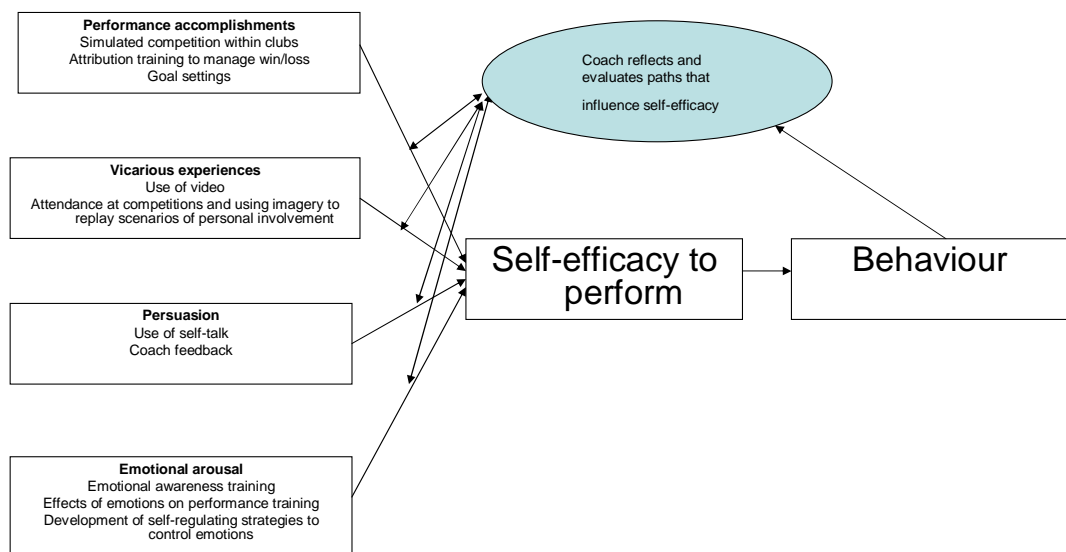 Performance accomplishments
Simulated competition within clubs
Attribution training to manage win/loss
Goal settings
Coach reflects and
evaluates paths that
influence self-efficacy
Vicarious experiences
Use of video
Attendance at competitions and using imagery to
replay scenarios of personal involvement
Self-efficacy to
perform
Behaviour
Persuasion
Use of self-talk
Coach feedback
Emotional arousal
Emotional awareness training
Effects of emotions on performance training
Development of self-regulating strategies to
control emotions